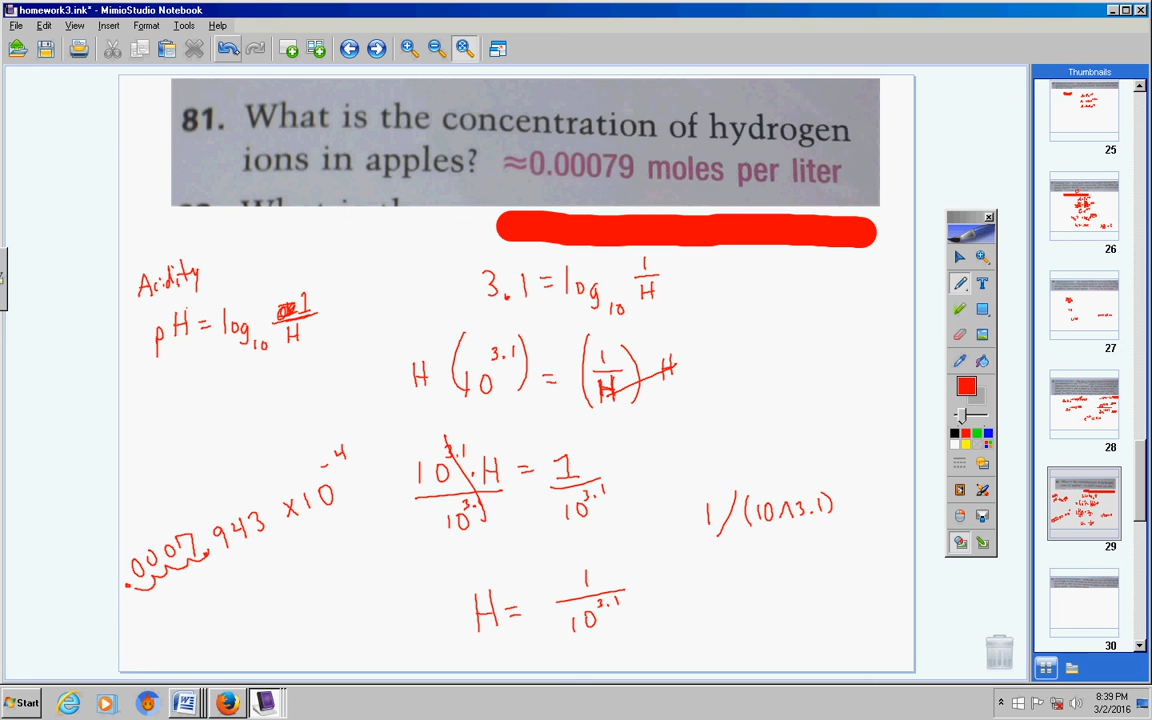 homework3.ink* - MimioStudio Notebook
File Edit View Insert Format Tools Help
Thumbnails
81. What is the concentration of hydrogen
ions in apples? ≈0.00079 moles per liter
Acidity
pH = log₁₀ 1/H
3.1 = log₁₀ 1/H
H (10^3.1) = (1/H) H
10^3.1 · H / 10^3.1 = 1 / 10^3.1
.0007.943 x 10^-4
1/(10^3.1)
H = 1 / 10^3.1
25
26
27
28
29
30
Start
8:39 PM
3/2/2016